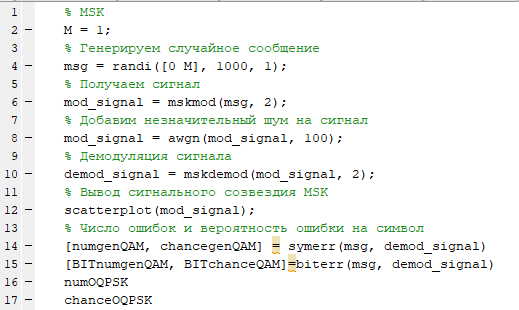 1 % MSK
2 – M = 1;
3 % Генерируем случайное сообщение
4 – msg = randi([0 M], 1000, 1);
5 % Получаем сигнал
6 – mod_signal = mskmod(msg, 2);
7 % Добавим незначительный шум на сигнал
8 – mod_signal = awgn(mod_signal, 100);
9 % Демодуляция сигнала
10 – demod_signal = mskdemod(mod_signal, 2);
11 % Вывод сигнального созвездия MSK
12 – scatterplot(mod_signal);
13 % Число ошибок и вероятность ошибки на символ
14 – [numgenQAM, chancegenQAM] = symerr(msg, demod_signal)
15 – [BITnumgenQAM, BITchanceQAM]=biterr(msg, demod_signal)
16 – numOQPSK
17 – chanceOQPSK